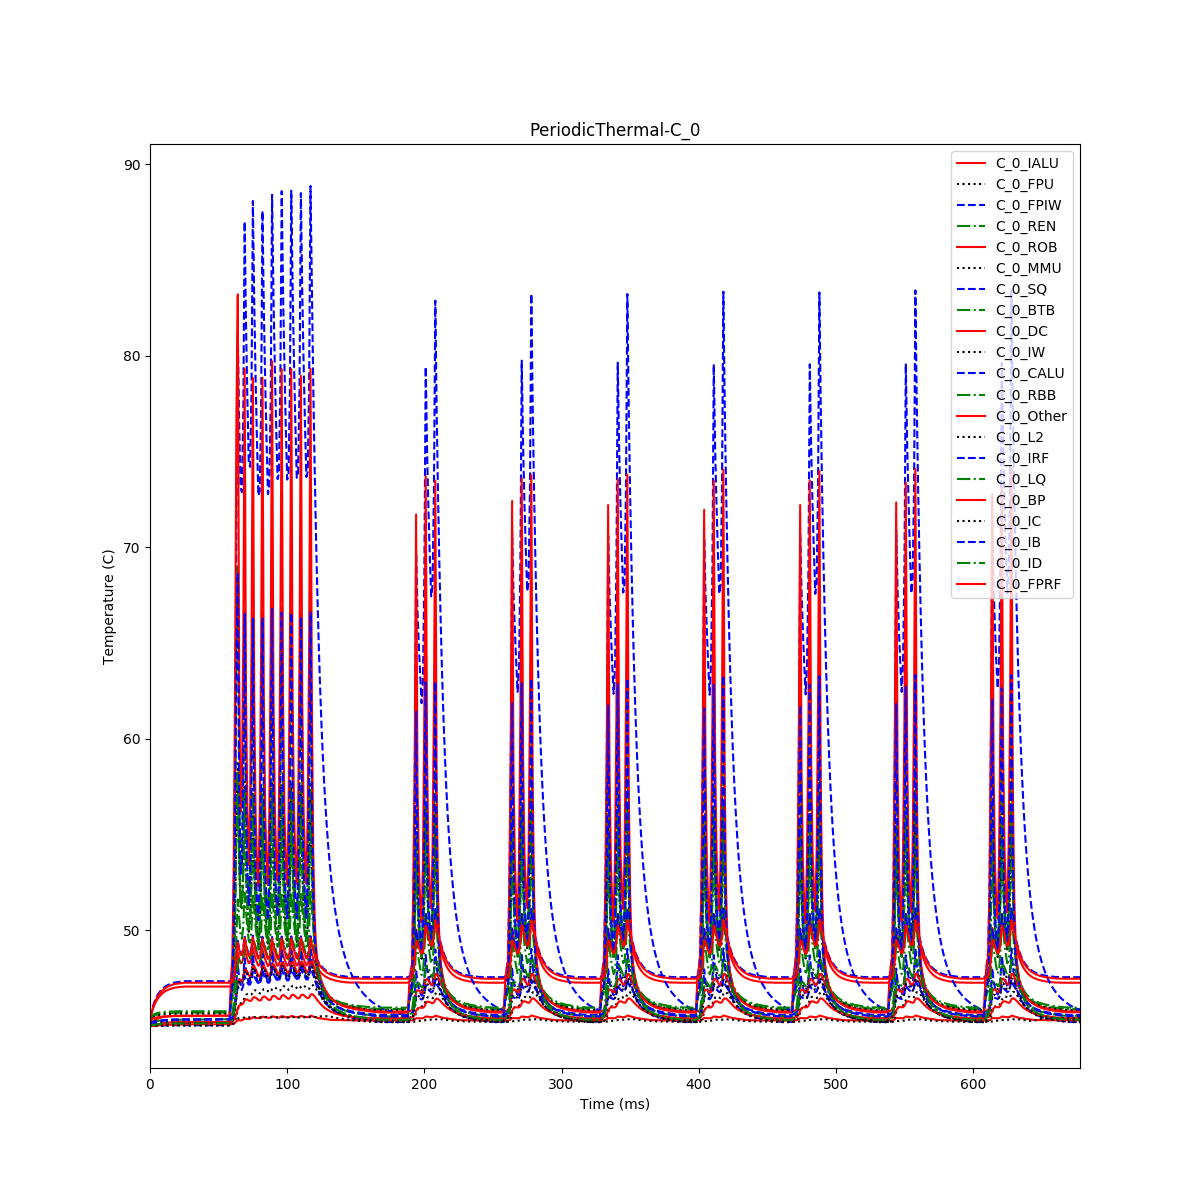 PeriodicThermal-C_0
90
80
70
60
50
Temperature (C)
0
100
200
300
400
500
600
Time (ms)
C_0_IALU
C_0_FPU
C_0_FPIW
C_0_REN
C_0_ROB
C_0_MMU
C_0_SQ
C_0_BTB
C_0_DC
C_0_IW
C_0_CALU
C_0_RBB
C_0_Other
C_0_L2
C_0_IRF
C_0_LQ
C_0_BP
C_0_IC
C_0_IB
C_0_ID
C_0_FPRF